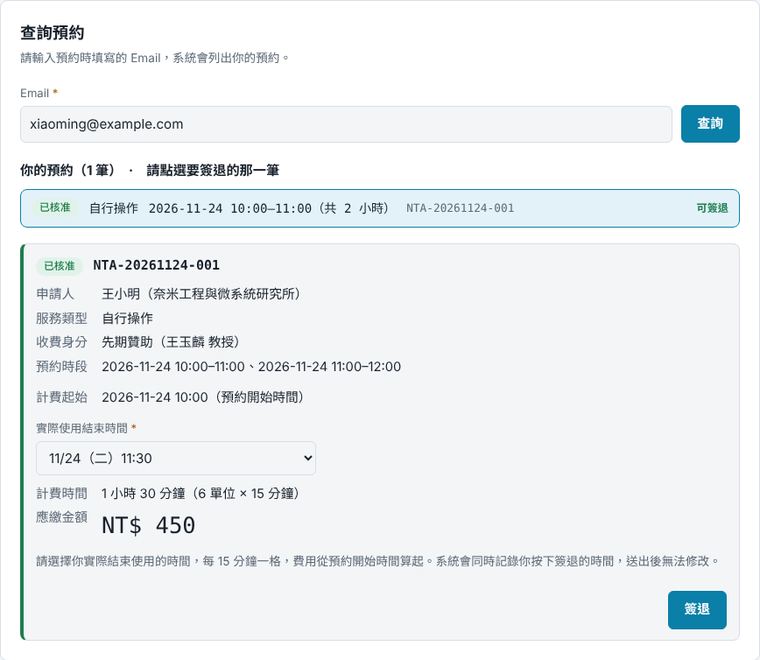 查詢預約
請輸入預約時填寫的 Email，系統會列出你的預約。
Email *
xiaoming@example.com
查詢
你的預約（1 筆） · 請點選要簽退的那一筆
已核准 自行操作 2026-11-24 10:00–11:00（共 2 小時） NTA-20261124-001 可簽退
已核准 NTA-20261124-001
申請人 王小明（奈米工程與微系統研究所）
服務類型 自行操作
收費身分 先期贊助（王玉麟 教授）
預約時段 2026-11-24 10:00–11:00、2026-11-24 11:00–12:00
計費起始 2026-11-24 10:00（預約開始時間）
實際使用結束時間 *
11/24（二）11:30
計費時間 1 小時 30 分鐘（6 單位 × 15 分鐘）
應繳金額 NT$ 450
請選擇你實際結束使用的時間，每 15 分鐘一格，費用從預約開始時間算起。系統會同時記錄你按下簽退的時間，送出後無法修改。
簽退